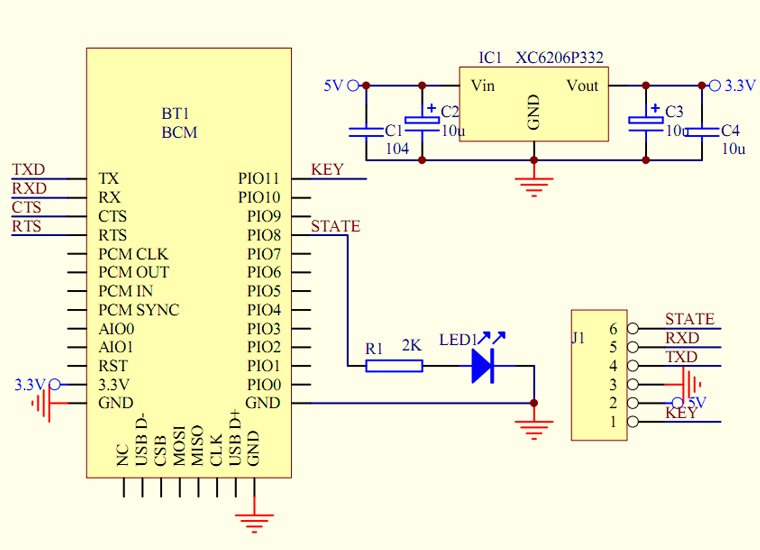 IC1 XC6206P332
5V
Vin
Vout
3.3V
GND
C1
104
C2
10u
C3
10u
C4
10u
BT1
BCM
TXD
RXD
CTS
RTS
TX
RX
CTS
RTS
PCM CLK
PCM OUT
PCM IN
PCM SYNC
AIO0
AIO1
RST
3.3V
3.3V
GND
PIO11
PIO10
PIO9
PIO8
PIO7
PIO6
PIO5
PIO4
PIO3
PIO2
PIO1
PIO0
GND
KEY
STATE
NC
USB D-
CSB
MOSI
MISO
CLK
USB D+
GND
R1
2K
LED1
J1
6
5
4
3
2
1
STATE
RXD
TXD
5V
KEY